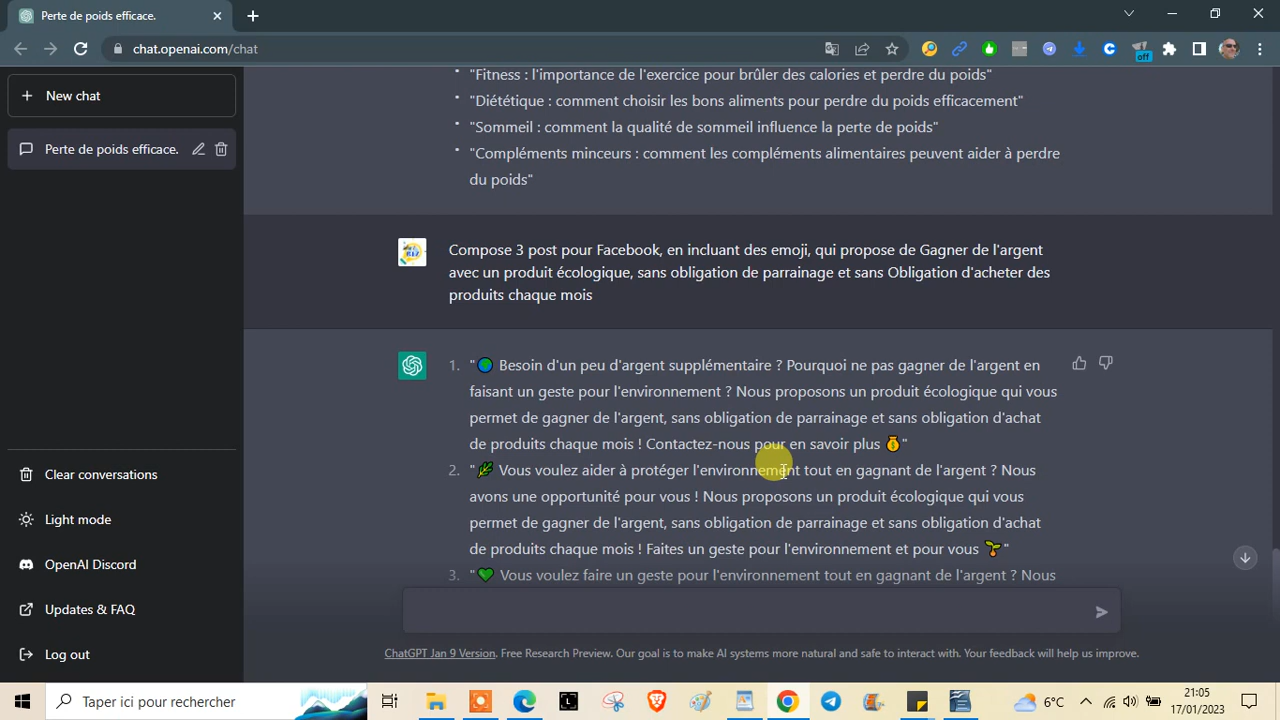 Perte de poids efficace.
chat.openai.com/chat
off
New chat
Perte de poids efficace.
Clear conversations
Light mode
OpenAI Discord
Updates & FAQ
Log out
"Fitness : l'importance de l'exercice pour brûler des calories et perdre du poids"
"Diététique : comment choisir les bons aliments pour perdre du poids efficacement"
"Sommeil : comment la qualité de sommeil influence la perte de poids"
"Compléments minceurs : comment les compléments alimentaires peuvent aider à perdre
du poids"
Compose 3 post pour Facebook, en incluant des emoji, qui propose de Gagner de l'argent
avec un produit écologique, sans obligation de parrainage et sans Obligation d'acheter des
produits chaque mois
1. "🌍 Besoin d'un peu d'argent supplémentaire ? Pourquoi ne pas gagner de l'argent en
faisant un geste pour l'environnement ? Nous proposons un produit écologique qui vous
permet de gagner de l'argent, sans obligation de parrainage et sans obligation d'achat
de produits chaque mois ! Contactez-nous pour en savoir plus 💰"
2. "🌿 Vous voulez aider à protéger l'environnement tout en gagnant de l'argent ? Nous
avons une opportunité pour vous ! Nous proposons un produit écologique qui vous
permet de gagner de l'argent, sans obligation de parrainage et sans obligation d'achat
de produits chaque mois ! Faites un geste pour l'environnement et pour vous 🌱"
3. "💚 Vous voulez faire un geste pour l'environnement tout en gagnant de l'argent ? Nous
ChatGPT Jan 9 Version. Free Research Preview. Our goal is to make AI systems more natural and safe to interact with. Your feedback will help us improve.
Taper ici pour rechercher
6°C
21:05
17/01/2023